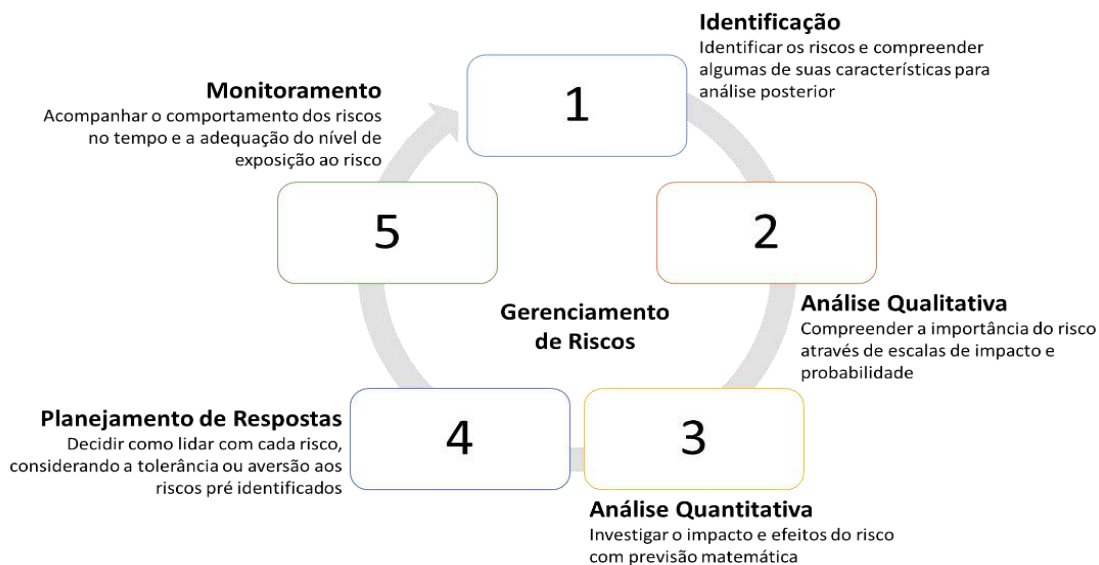 1
Identificação
Identificar os riscos e compreender
algumas de suas características para
análise posterior
2
Análise Qualitativa
Compreender a importância do risco
através de escalas de impacto e
probabilidade
3
Análise Quantitativa
Investigar o impacto e efeitos do risco
com previsão matemática
4
Planejamento de Respostas
Decidir como lidar com cada risco,
considerando a tolerância ou aversão aos
riscos pré identificados
5
Monitoramento
Acompanhar o comportamento dos riscos
no tempo e a adequação do nível de
exposição ao risco
Gerenciamento
de Riscos